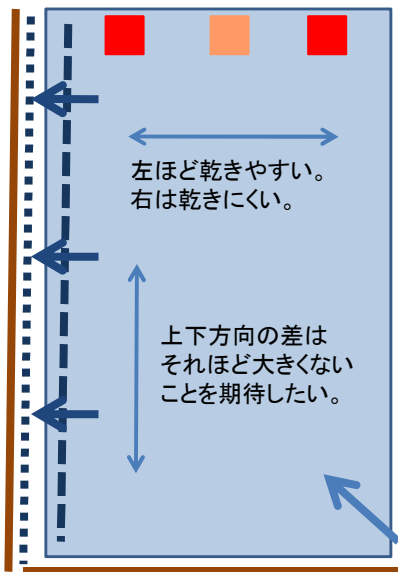 左ほど乾きやすい。
右は乾きにくい。
上下方向の差は
それほど大きくない
ことを期待したい。